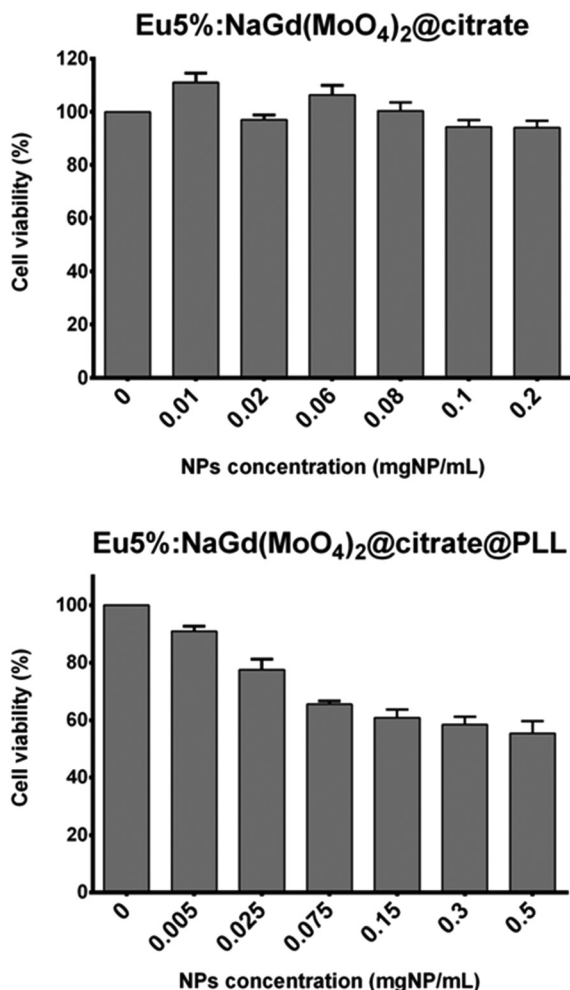 Eu5%:NaGd(MoO₄)₂@citrate
120
100
80
60
40
20
0
Cell viability (%)
0 0.01 0.02 0.06 0.08 0.1 0.2
NPs concentration (mgNP/mL)
Eu5%:NaGd(MoO₄)₂@citrate@PLL
100
80
60
40
20
0
Cell viability (%)
0 0.005 0.025 0.075 0.15 0.3 0.5
NPs concentration (mgNP/mL)